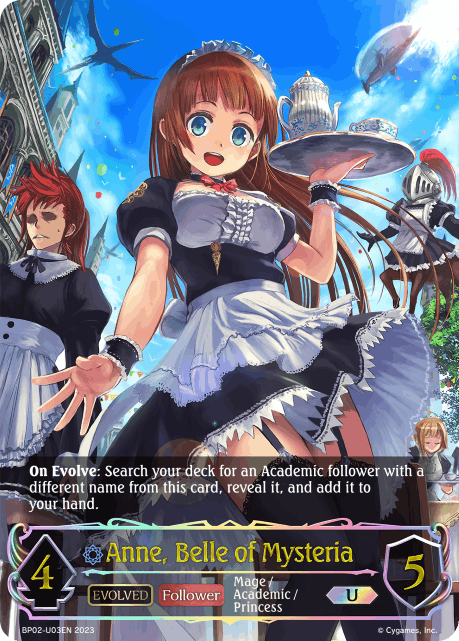 On Evolve: Search your deck for an Academic follower with a
different name from this card, reveal it, and add it to
your hand.
Anne, Belle of Mysteria
4
EVOLVED
Follower
Mage /
Academic /
Princess
U
5
BP02-U03EN 2023
© Cygames, Inc.